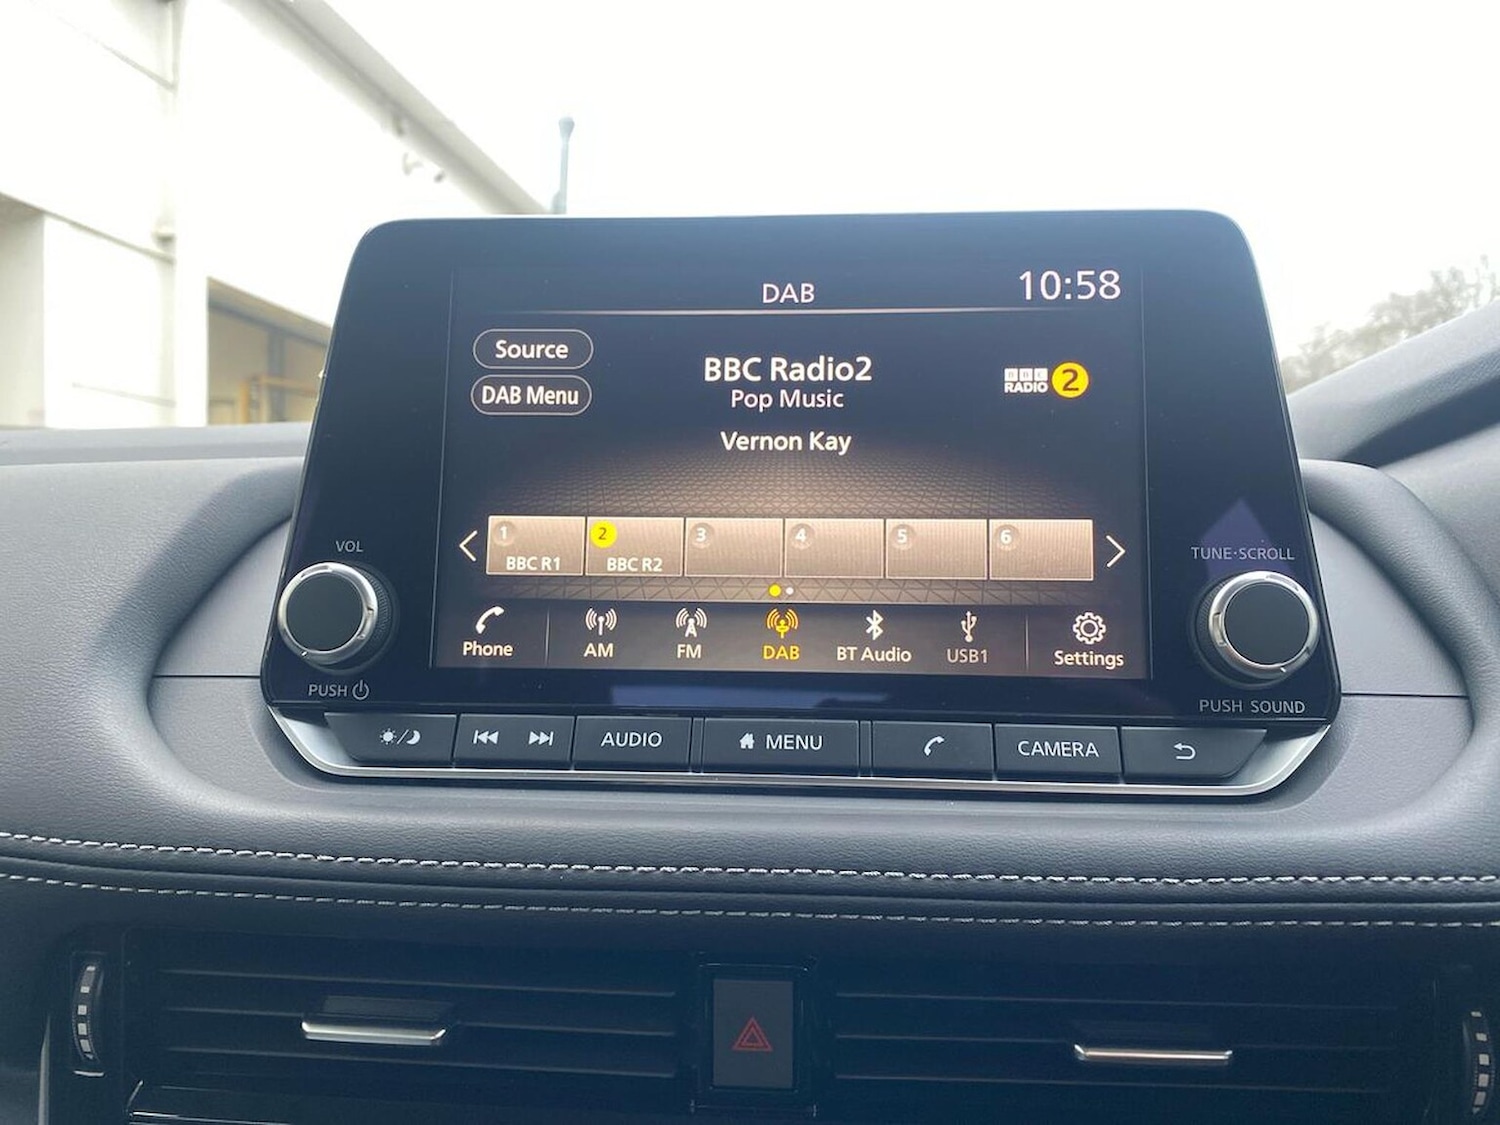 DAB
10:58
Source
BBC Radio2
BBC RADIO 2
DAB Menu
Pop Music
Vernon Kay
1
2
3
4
5
6
BBC R1
BBC R2
Phone
AM
FM
DAB
BT Audio
USB1
Settings
VOL
PUSH
TUNE·SCROLL
PUSH SOUND
AUDIO
MENU
CAMERA